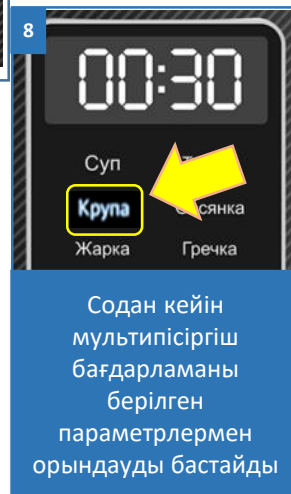 8
00:30
Суп
Крупа
Жарка Гречка
Содан кейін
мультипісіргіш
бағдарламаны
берілген
параметрлермен
орындауды бастайды